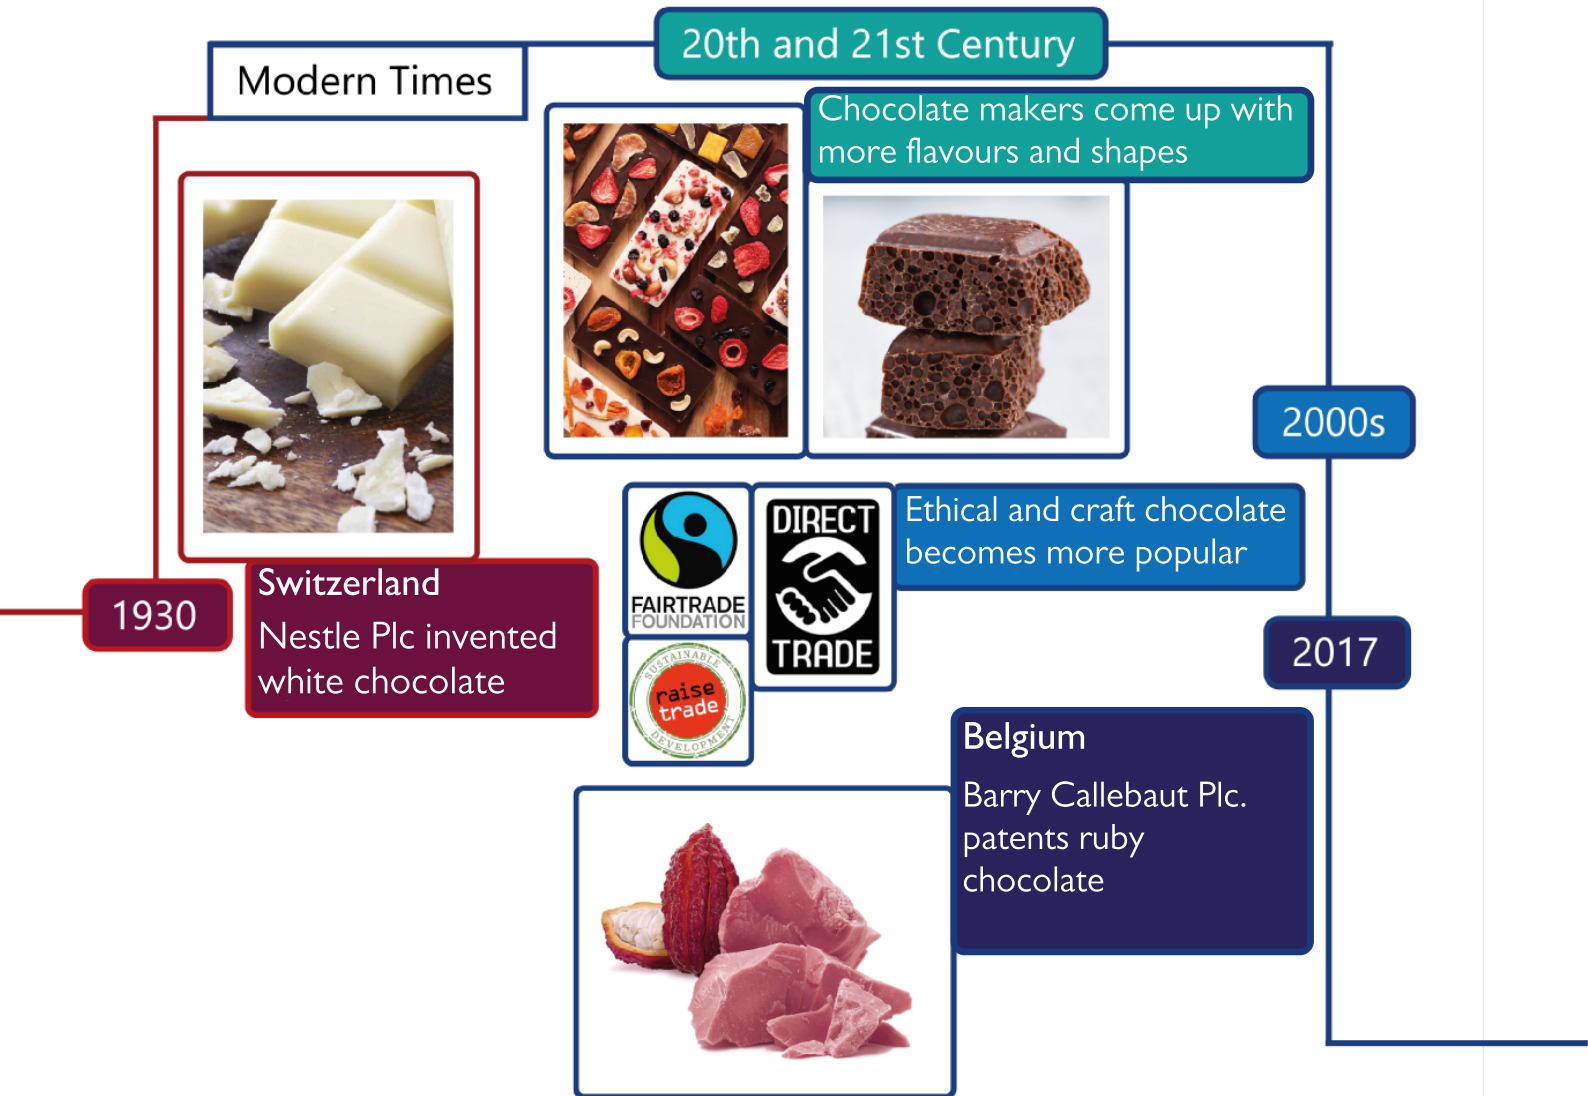 20th and 21st Century
Modern Times
Chocolate makers come up with
more flavours and shapes
2000s
Ethical and craft chocolate
becomes more popular
FAIRTRADE
FOUNDATION
DIRECT
TRADE
SUSTAINABLE
raise
trade
DEVELOPMENT
1930
Switzerland
Nestle Plc invented
white chocolate
2017
Belgium
Barry Callebaut Plc.
patents ruby
chocolate